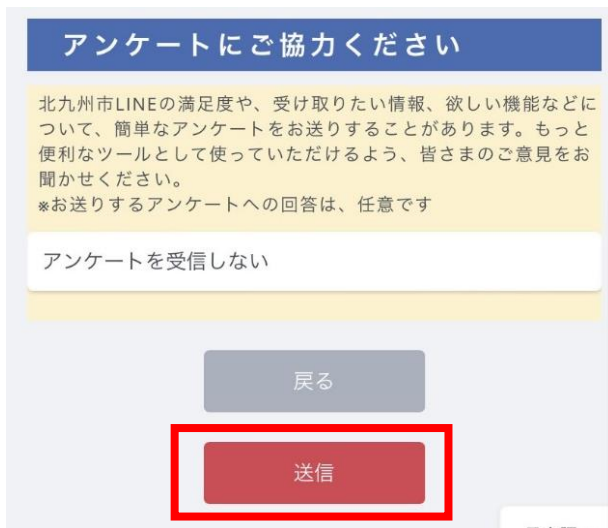 アンケートにご協力ください
北九州市LINEの満足度や、受け取りたい情報、欲しい機能などに
ついて、簡単なアンケートをお送りすることがあります。もっと
便利なツールとして使っていただけるよう、皆さまのご意見をお
聞かせください。
※お送りするアンケートへの回答は、任意です
アンケートを受信しない
戻る
送信